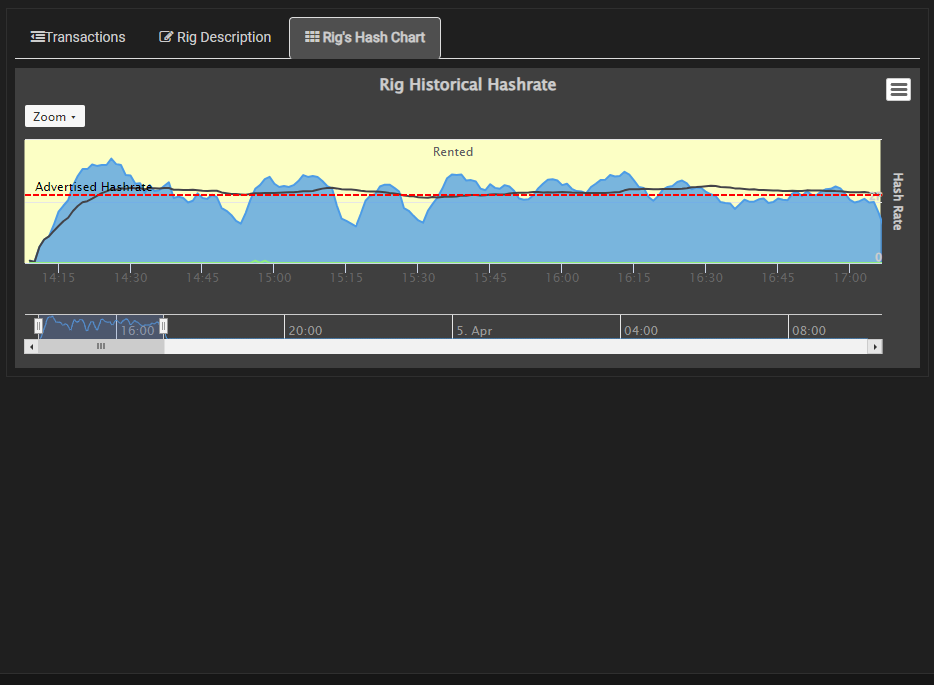 Transactions
Rig Description
Rig's Hash Chart
Rig Historical Hashrate
Zoom
Rented
Advertised Hashrate
Hash Rate
0
14:15
14:30
14:45
15:00
15:15
15:30
15:45
16:00
16:15
16:30
16:45
17:00
16:00
20:00
5. Apr
04:00
08:00